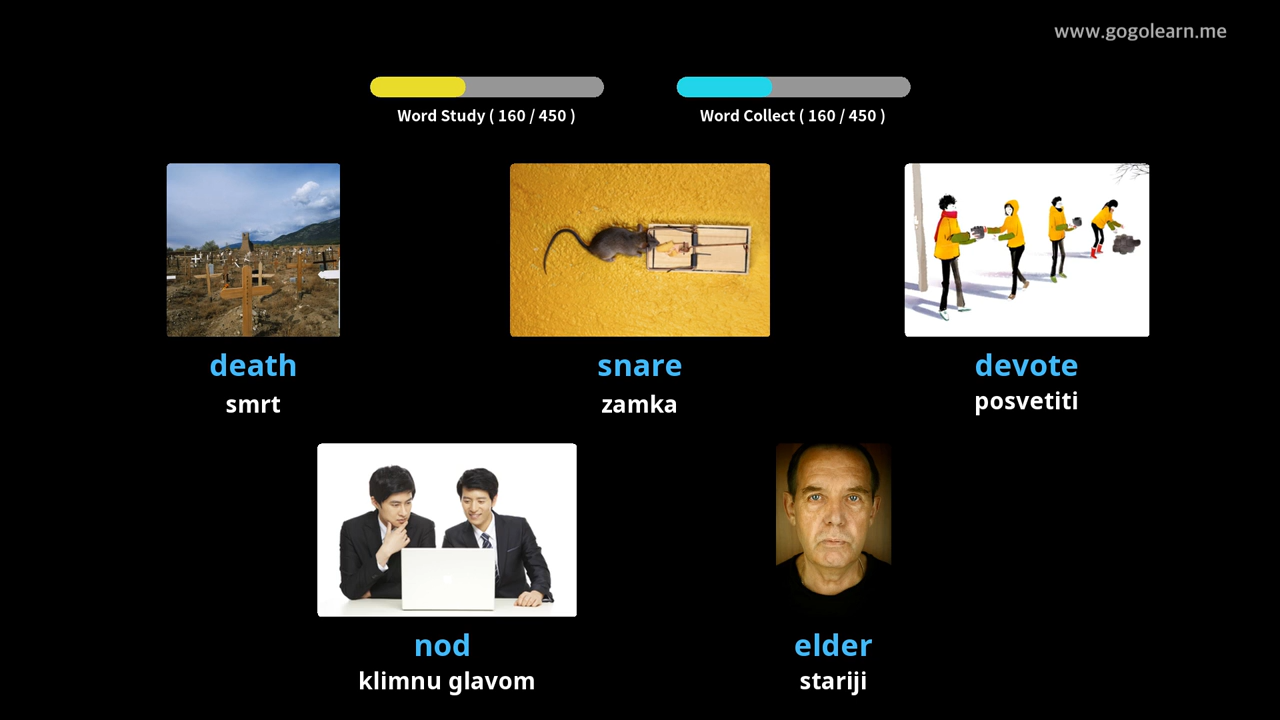 www.gogolearn.me
Word Study ( 160 / 450 )
Word Collect ( 160 / 450 )
death
smrt
snare
zamka
devote
posvetiti
nod
klimnu glavom
elder
stariji